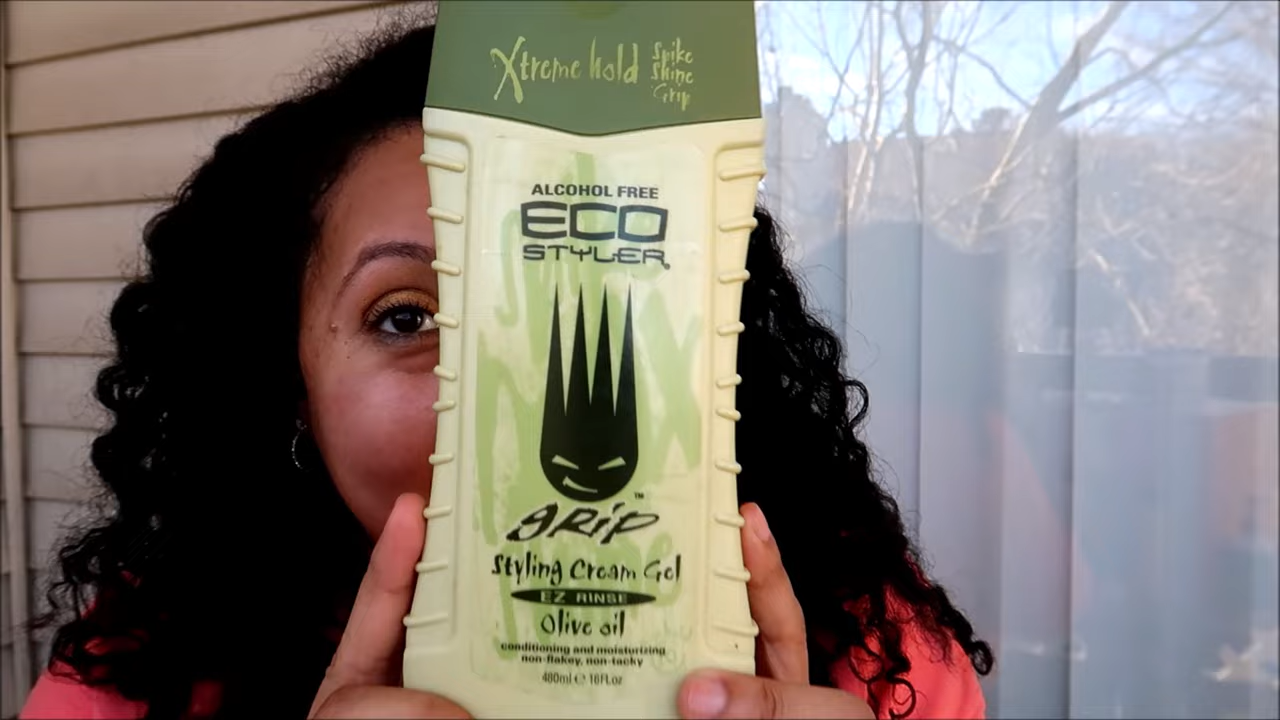 Xtreme hold
Spike
Shine
Grip
ALCOHOL FREE
ECO
STYLER
grip™
Styling Cream Gel
EZ RINSE
Olive oil
conditioning and moisturizing
non-flakey, non-tacky
480ml ℮ 16Fl.oz